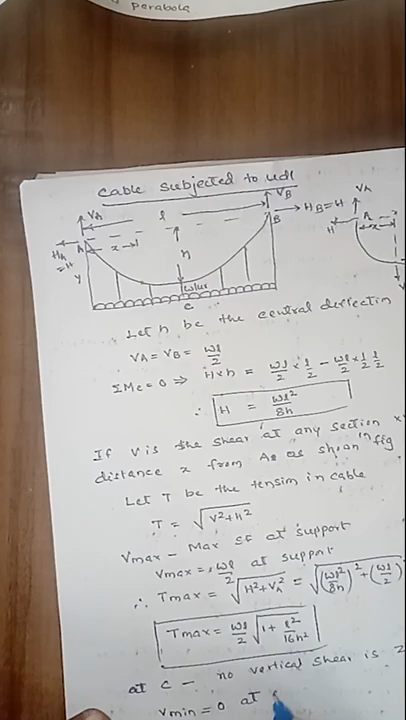 parabola
cable subjected to udl
VA
VB
l
HB=H
VA
HA
=H
A
x
B
H
A
x
y
h
w/ur
C
Let h be the central deflection
VA = VB = wl/2
ΣMc=0 ⇒ H×h = wl/2 × l/2 − wl/2 × 1/2 l/2
∴ H = wl²/8h
If V is the shear at any section x
distance x from A as shown in fig
Let T be the tensim in cable
T = √V²+H²
Vmax - Max SF at support
Vmax = wl/2 at support
∴ Tmax = √H²+VA² = √(wl²/8h)² + (wl/2)
Tmax = wl/2 √1+ l²/16h²
at c - no vertical shear is
Vmin = 0 at